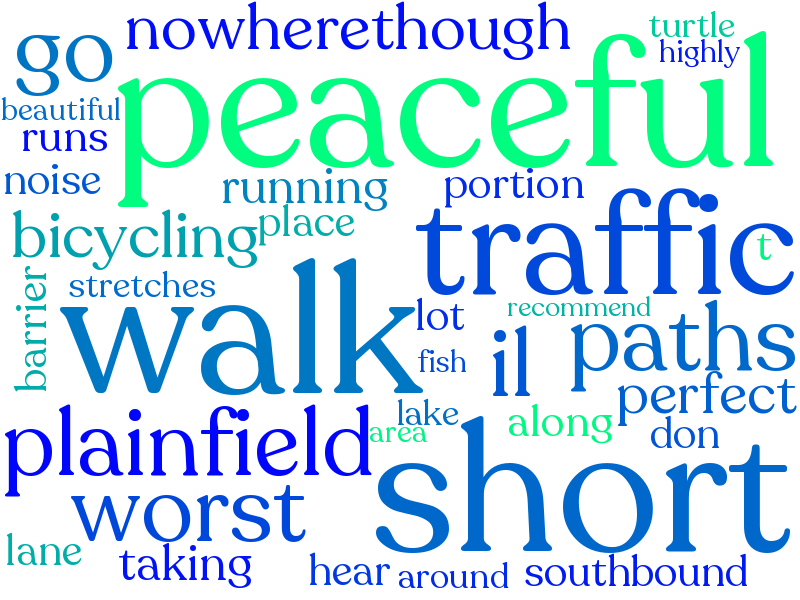 nowherethough
turtle
highly
go
peaceful
beautiful
runs
noise
running
portion
bicycling
place
traffic
t
barrier
stretches
walk
lot
recommend
fish
il
paths
perfect
plainfield
area
lake
along
don
worst
short
lane
taking
hear
around
southbound